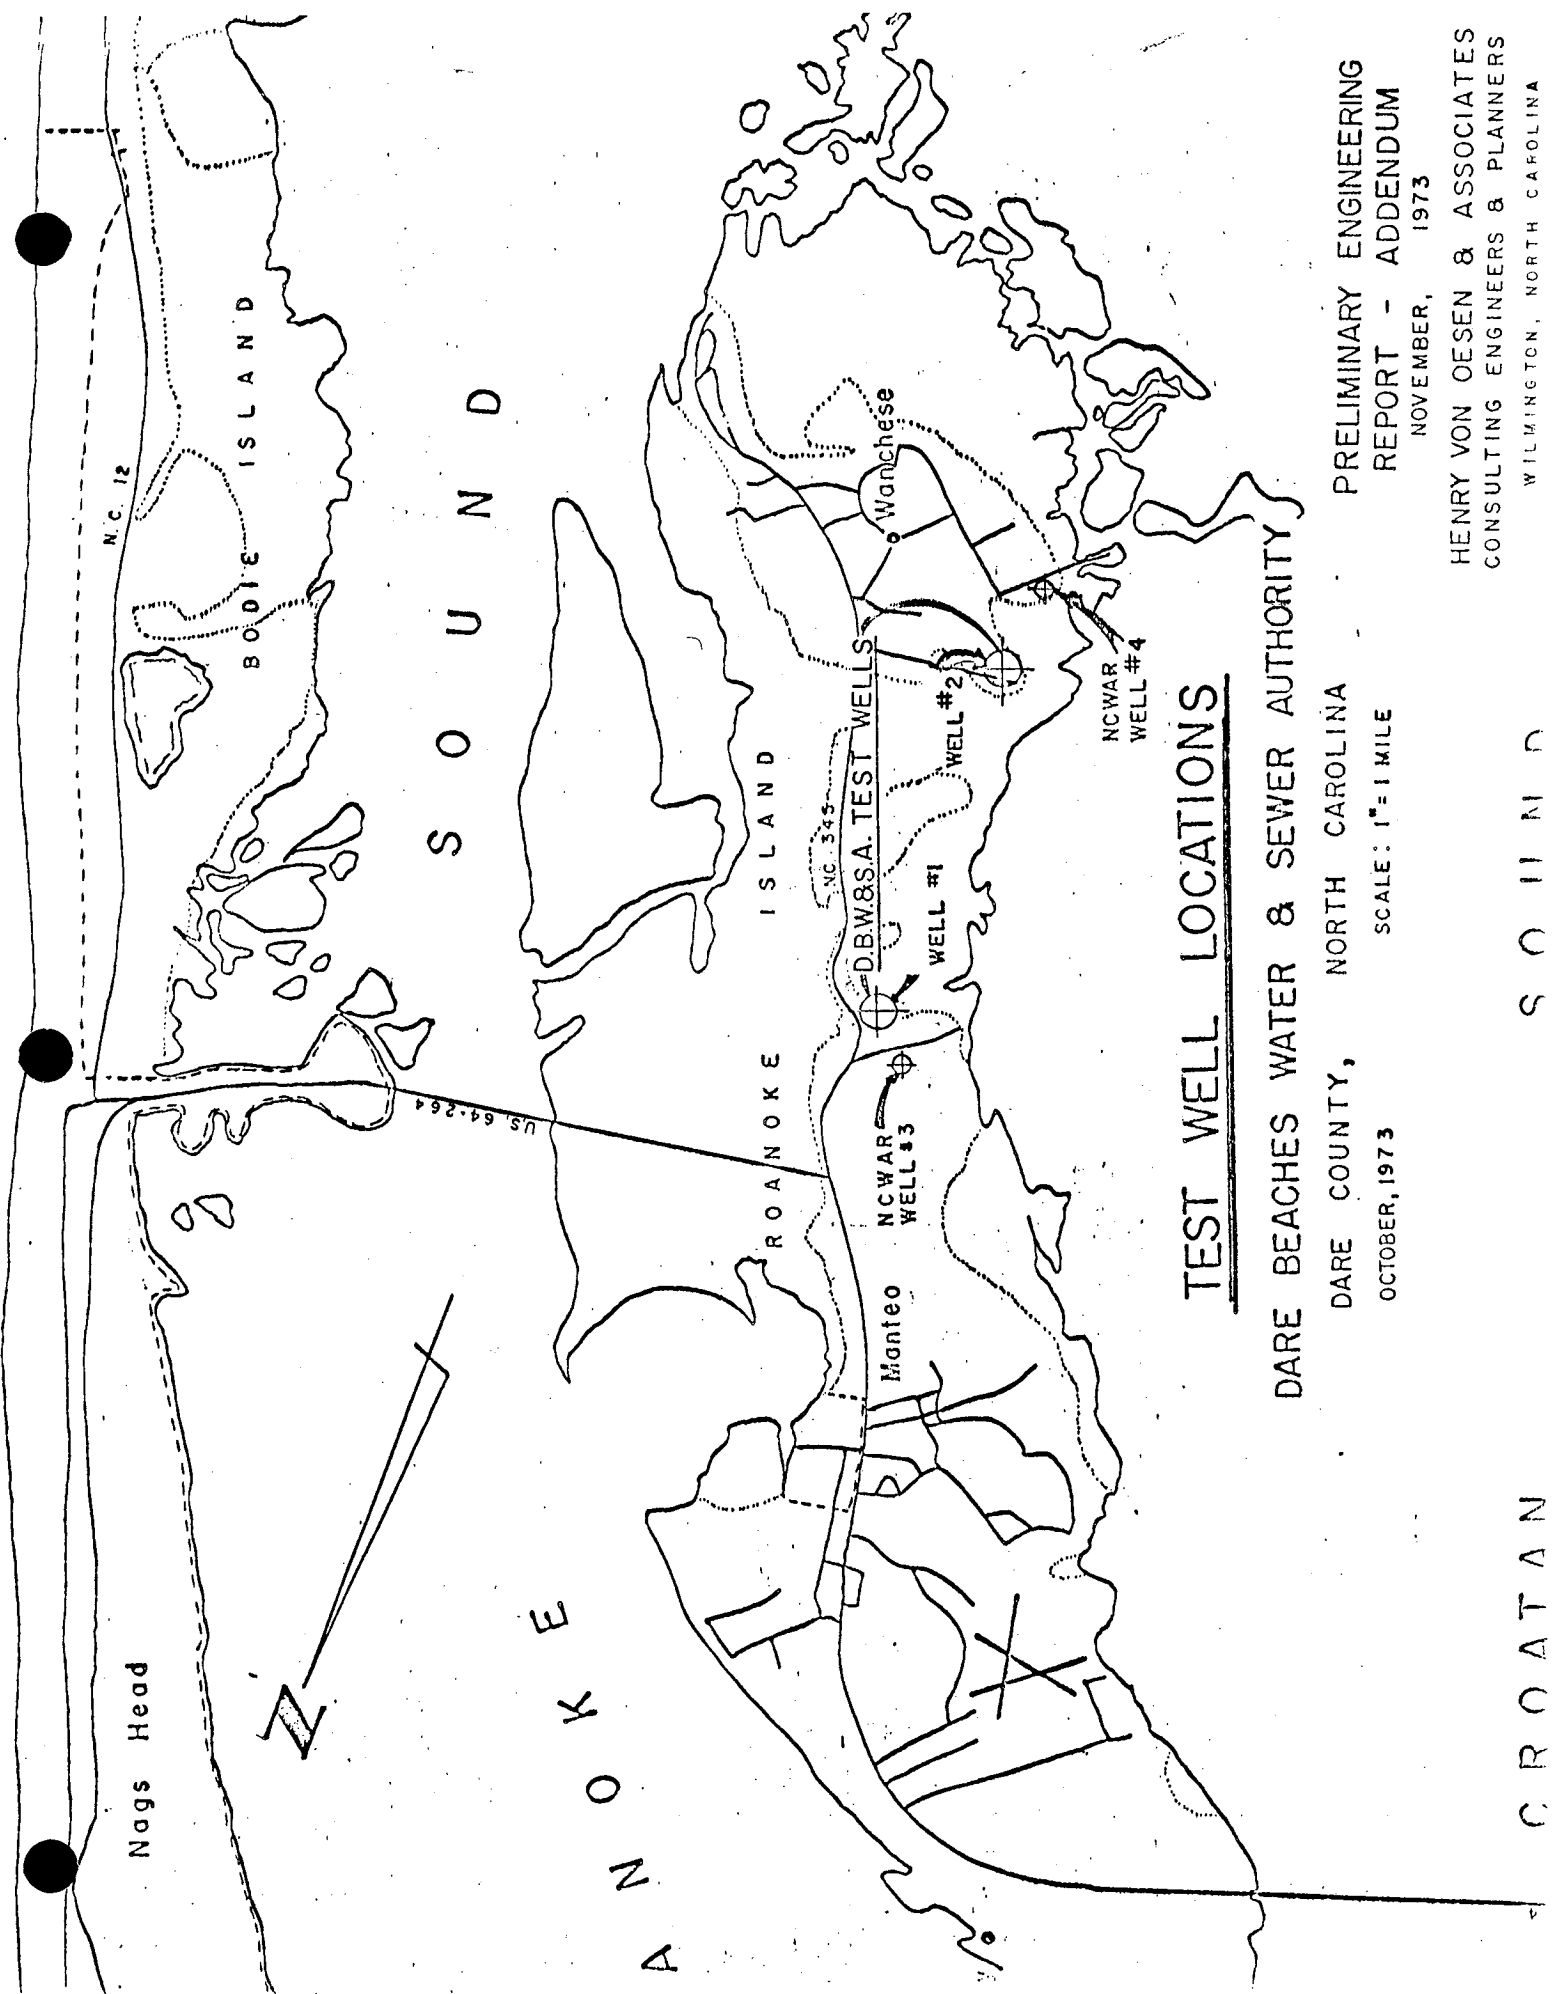 Nags Head
N.C. 12
BODIE ISLAND
ANOKE SOUND
U.S. 64-264
N
ROANOKE ISLAND
Manteo
N.C. 345
Wanchese
D.B.W.&S.A. TEST WELLS
WELL #1
WELL #2
NCWAR
WELL #3
NCWAR
WELL #4
TEST WELL LOCATIONS
DARE BEACHES WATER & SEWER AUTHORITY
DARE COUNTY, NORTH CAROLINA
OCTOBER, 1973
SCALE: 1" = 1 MILE
PRELIMINARY ENGINEERING
REPORT - ADDENDUM
NOVEMBER, 1973
HENRY VON OESEN & ASSOCIATES
CONSULTING ENGINEERS & PLANNERS
WILMINGTON, NORTH CAROLINA
CROATAN SOUND